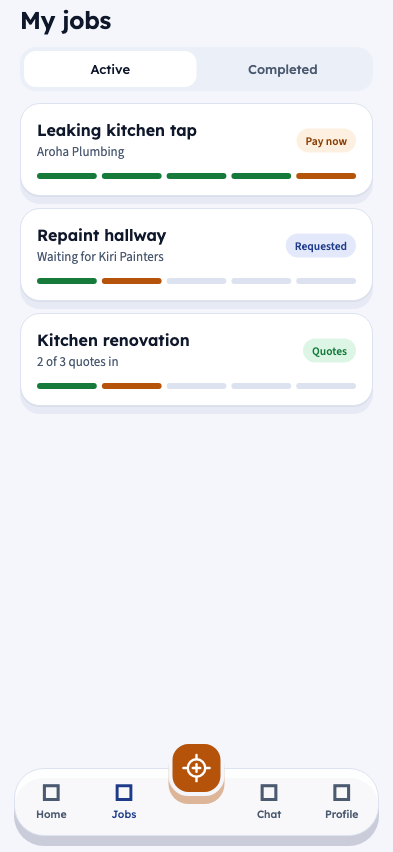 My jobs
Active
Completed
Leaking kitchen tap
Aroha Plumbing
Pay now
Repaint hallway
Waiting for Kiri Painters
Requested
Kitchen renovation
2 of 3 quotes in
Quotes
Home
Jobs
Chat
Profile